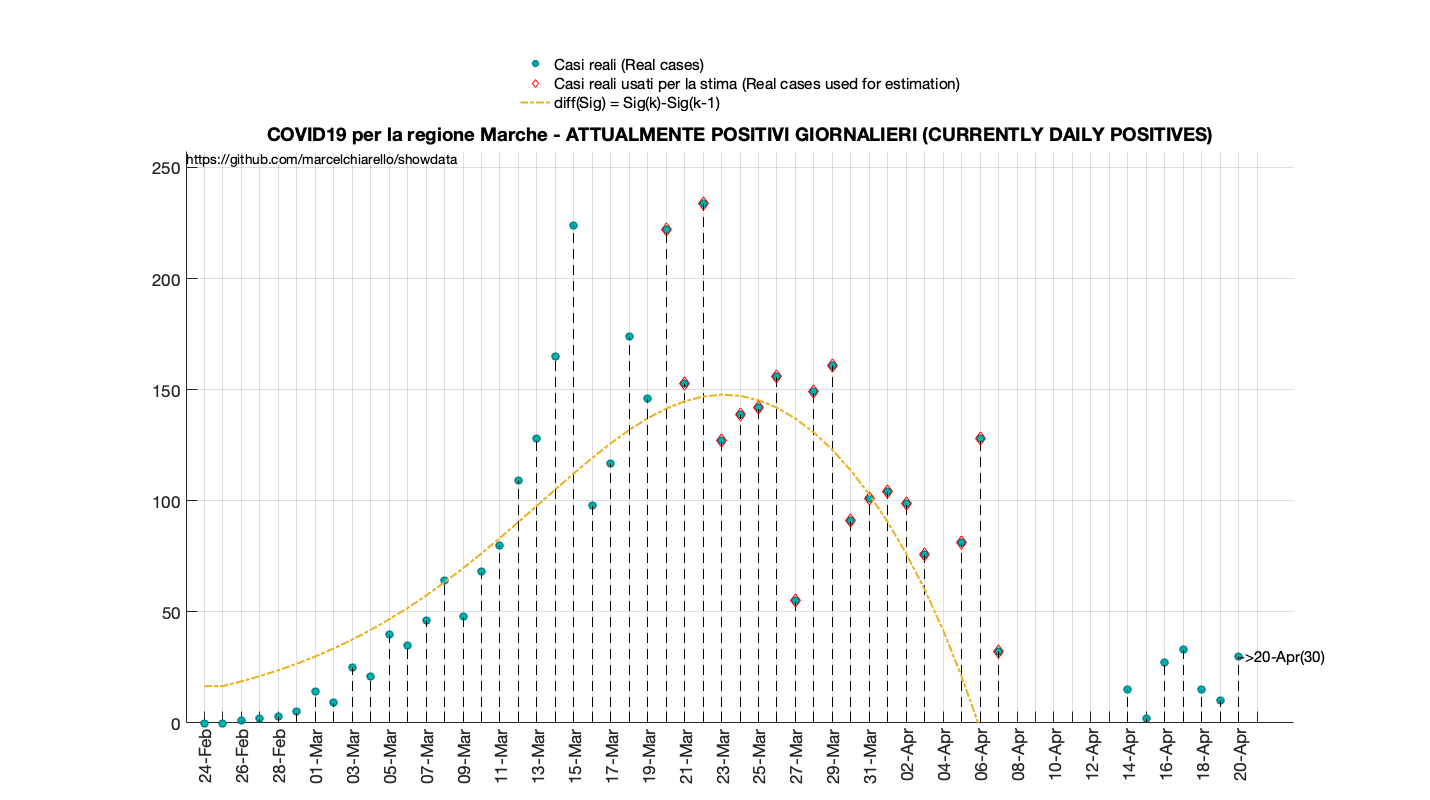 Casi reali (Real cases)
Casi reali usati per la stima (Real cases used for estimation)
diff(Sig) = Sig(k)-Sig(k-1)
COVID19 per la regione Marche - ATTUALMENTE POSITIVI GIORNALIERI (CURRENTLY DAILY POSITIVES)
https://github.com/marcelchiarello/showdata
250
200
150
100
50
0
->20-Apr(30)
24-Feb
26-Feb
28-Feb
01-Mar
03-Mar
05-Mar
07-Mar
09-Mar
11-Mar
13-Mar
15-Mar
17-Mar
19-Mar
21-Mar
23-Mar
25-Mar
27-Mar
29-Mar
31-Mar
02-Apr
04-Apr
06-Apr
08-Apr
10-Apr
12-Apr
14-Apr
16-Apr
18-Apr
20-Apr